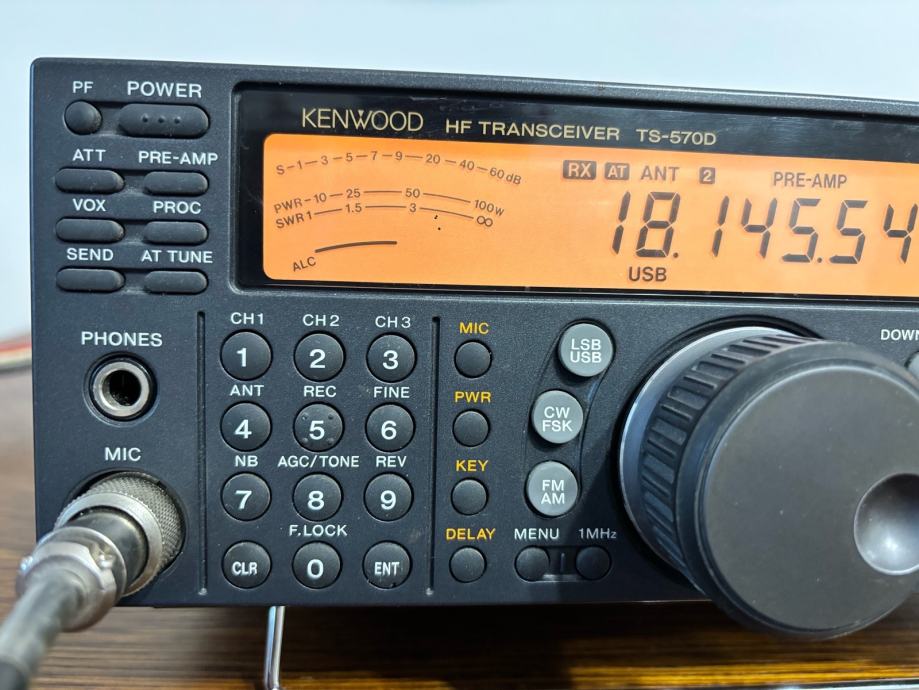 PF POWER
ATT PRE-AMP
VOX PROC
SEND AT TUNE
PHONES
MIC
KENWOOD HF TRANSCEIVER TS-570D
S-1-3-5-7-9-20-40-60dB
PWR-10-25 50 100W
SWR1 1.5 3 ∞
ALC
RX AT ANT 2 PRE-AMP
18.145.54
USB
CH1 CH2 CH3
1 2 3
ANT REC FINE
4 5 6
NB AGC/TONE REV
7 8 9
F.LOCK
CLR 0 ENT
MIC
PWR
KEY
DELAY
LSB
USB
CW
FSK
FM
AM
MENU 1MHz